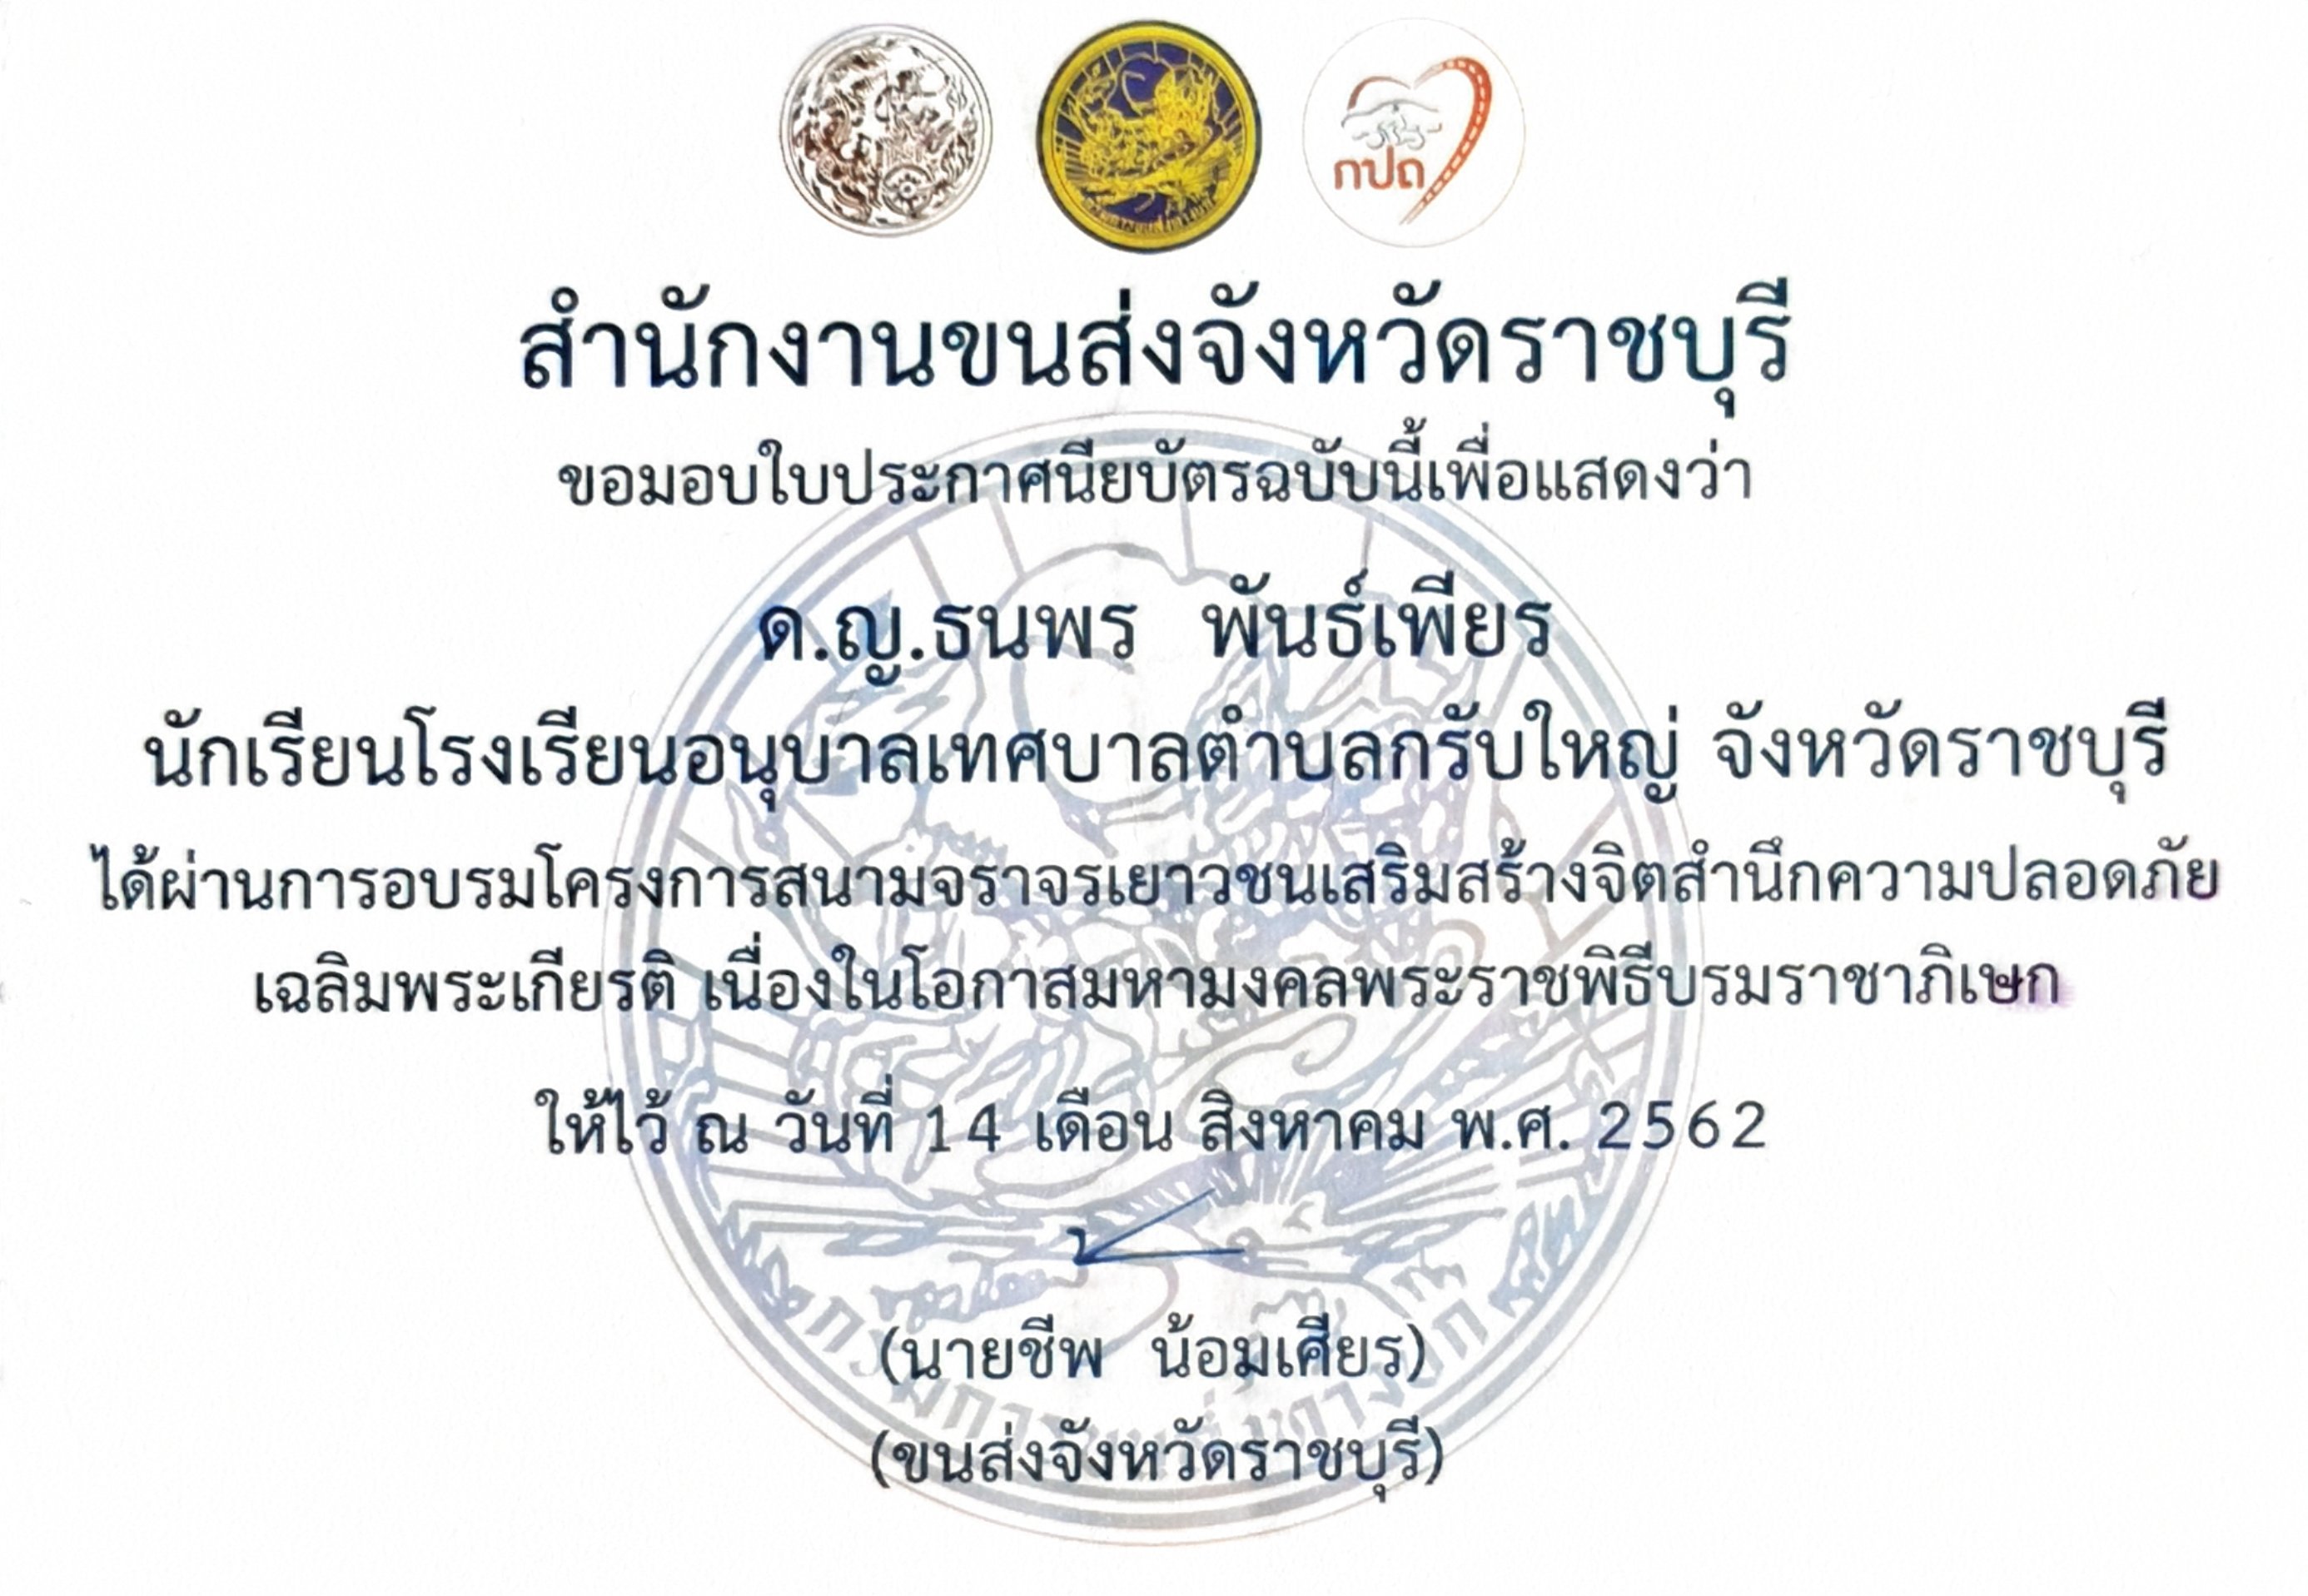 กปถ
สำนักงานขนส่งจังหวัดราชบุรี
ขอมอบใบประกาศนียบัตรฉบับนี้เพื่อแสดงว่า
ด.ญ.ธนพร พันธ์เพียร
นักเรียนโรงเรียนอนุบาลเทศบาลตำบลกรับใหญ่ จังหวัดราชบุรี
ได้ผ่านการอบรมโครงการสนามจราจรเยาวชนเสริมสร้างจิตสำนึกความปลอดภัย
เฉลิมพระเกียรติ เนื่องในโอกาสมหามงคลพระราชพิธีบรมราชาภิเษก
ให้ไว้ ณ วันที่ 14 เดือน สิงหาคม พ.ศ. 2562
(นายชีพ น้อมเศียร)
(ขนส่งจังหวัดราชบุรี)